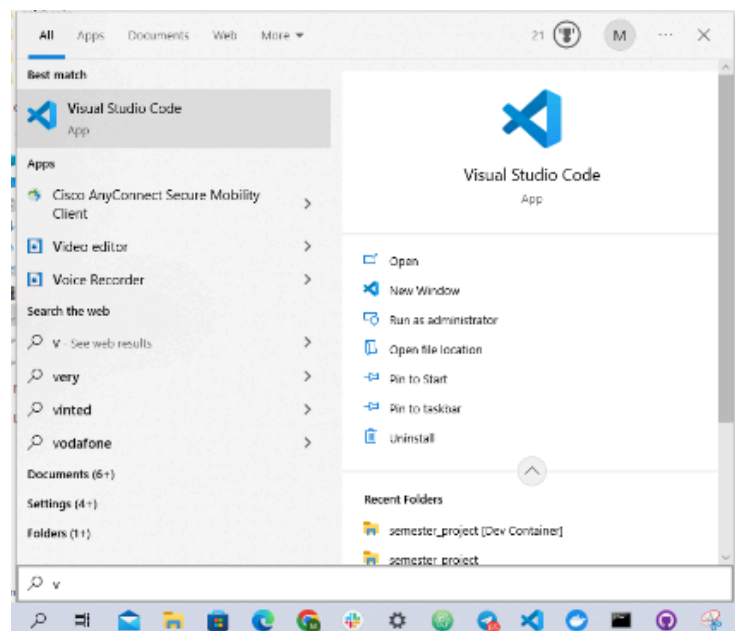 All Apps Documents Web More 21 M
Best match
Visual Studio Code
App
Apps
Cisco AnyConnect Secure Mobility
Client
Video editor
Voice Recorder
Search the web
v - See web results
very
vinted
vodafone
Documents (6+)
Settings (4+)
Folders (1+)
Visual Studio Code
App
Open
New Window
Run as administrator
Open file location
Pin to Start
Pin to taskbar
Uninstall
Recent Folders
semester_project [Dev Container]
semester_project
v